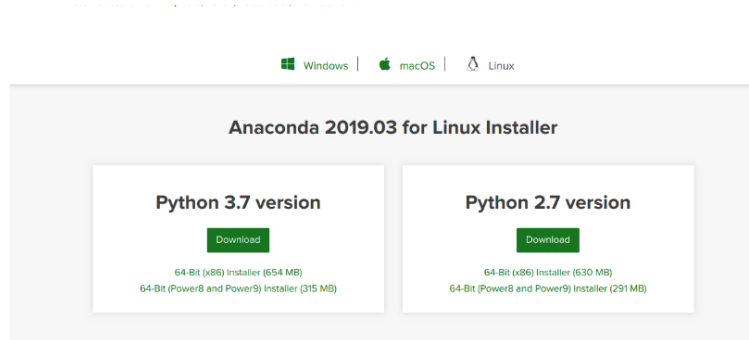 Windows | macOS | Linux
Anaconda 2019.03 for Linux Installer
Python 3.7 version
Download
64-Bit (x86) Installer (654 MB)
64-Bit (Power8 and Power9) Installer (315 MB)
Python 2.7 version
Download
64-Bit (x86) Installer (630 MB)
64-Bit (Power8 and Power9) Installer (291 MB)